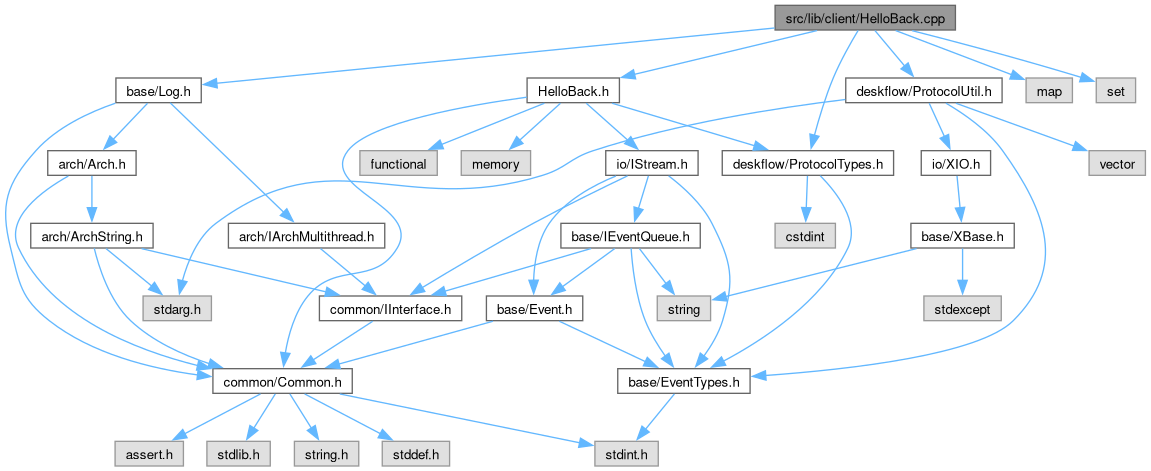 src/lib/client/HelloBack.cpp
base/Log.h
HelloBack.h
deskflow/ProtocolUtil.h
map
set
arch/Arch.h
functional
memory
io/IStream.h
deskflow/ProtocolTypes.h
io/XIO.h
vector
arch/ArchString.h
arch/IArchMultithread.h
base/IEventQueue.h
cstdint
base/XBase.h
stdarg.h
common/IInterface.h
base/Event.h
string
stdexcept
common/Common.h
base/EventTypes.h
assert.h
stdlib.h
string.h
stddef.h
stdint.h